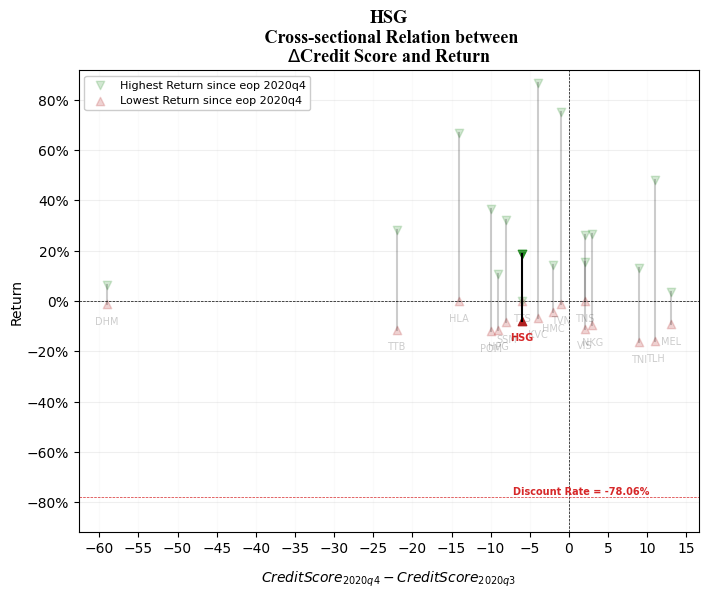 HSG
Cross-sectional Relation between
ΔCredit Score and Return
Highest Return since eop 2020q4
Lowest Return since eop 2020q4
80%
60%
40%
20%
0%
−20%
−40%
−60%
−80%
Return
DHM
TTB
HLA
HSG
HMC
TNS
NKG
TNI
TLH
MEL
Discount Rate = -78.06%
−60 −55 −50 −45 −40 −35 −30 −25 −20 −15 −10 −5 0 5 10 15
CreditScore2020q4 − CreditScore2020q3